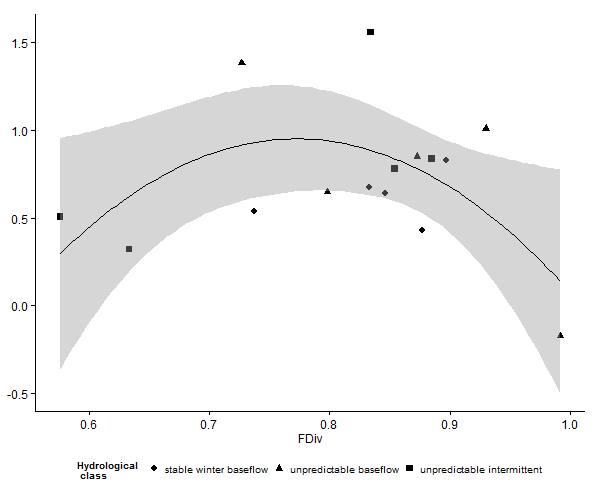 1.5
1.0
0.5
0.0
-0.5
0.6 0.7 0.8 0.9 1.0
FDiv
Hydrological
class
stable winter baseflow unpredictable baseflow unpredictable intermittent